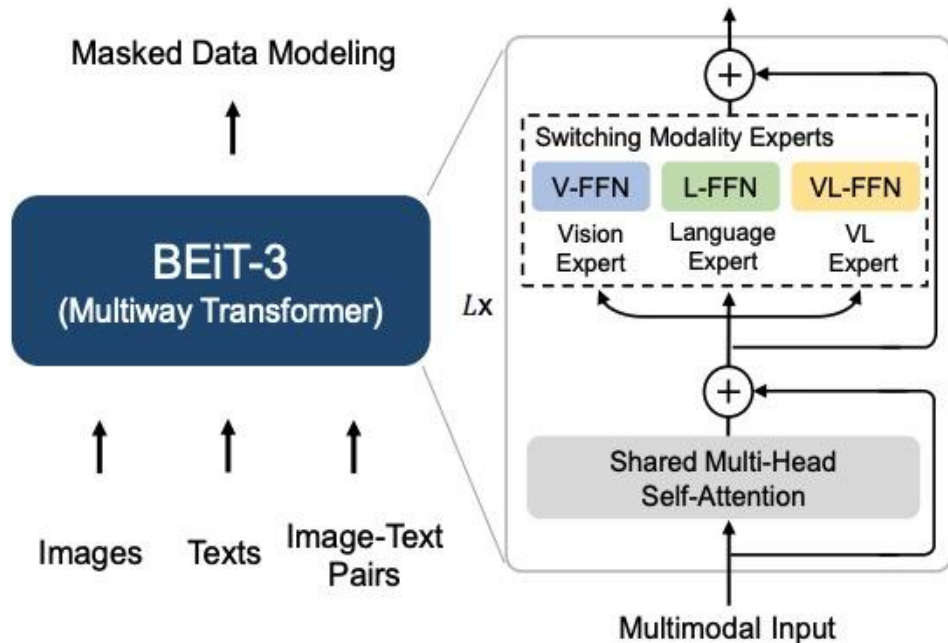 Masked Data Modeling
BEiT-3
(Multiway Transformer)
Images
Texts
Image-Text
Pairs
Lx
+
Switching Modality Experts
V-FFN
L-FFN
VL-FFN
Vision
Expert
Language
Expert
VL
Expert
+
Shared Multi-Head
Self-Attention
Multimodal Input